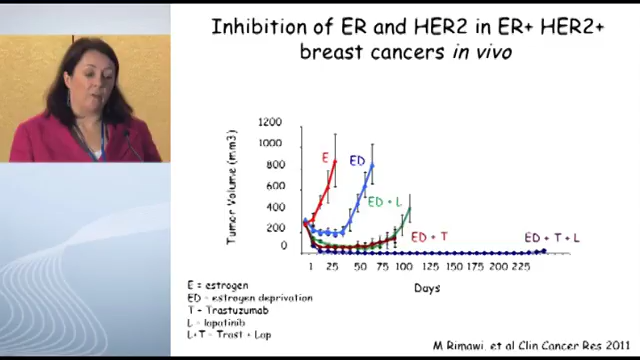 Inhibition of ER and HER2 in ER+ HER2+
breast cancers in vivo
1200
1000
800
600
400
200
0
Tumor Volume (mm3)
E
ED
ED + L
ED + T
ED + T + L
1 25 50 75 100 125 150 175 200 225
Days
E = estrogen
ED = estrogen deprivation
T - Trastuzumab
L = lapatinib
L+T = Trast + Lap
M Rimawi, et al Clin Cancer Res 2011